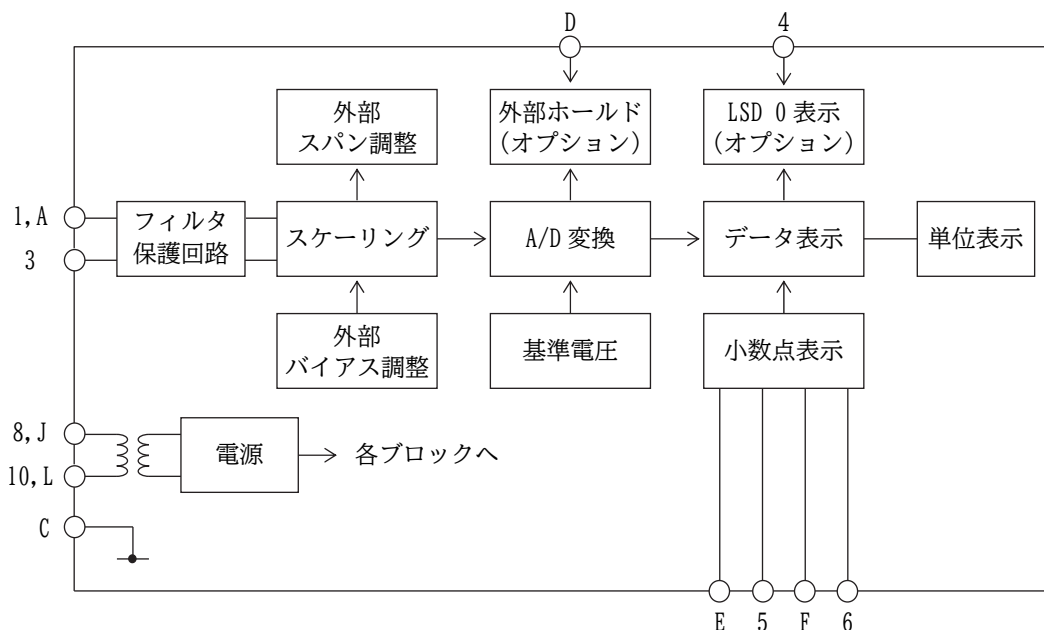 D
4
外部
スパン調整
外部ホールド
(オプション)
LSD 0 表示
(オプション)
1,A
3
フィルタ
保護回路
スケーリング
A/D 変換
データ表示
単位表示
外部
バイアス調整
基準電圧
小数点表示
8,J
10,L
電源
各ブロックへ
C
E
5
F
6